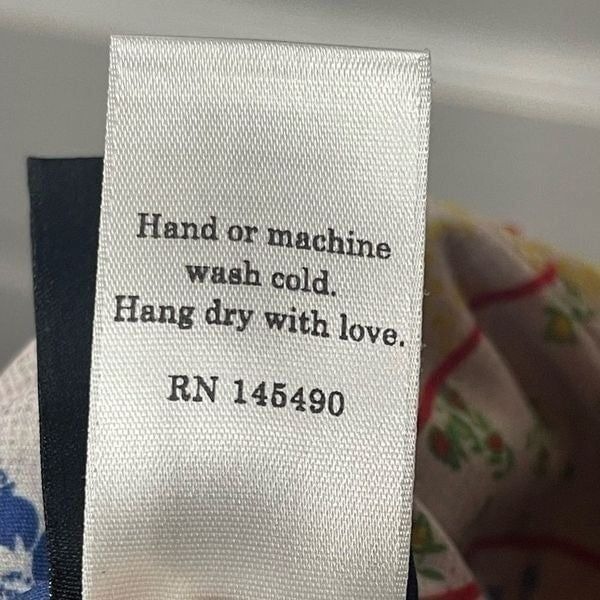 Hand or machine
wash cold.
Hang dry with love.
RN 145490